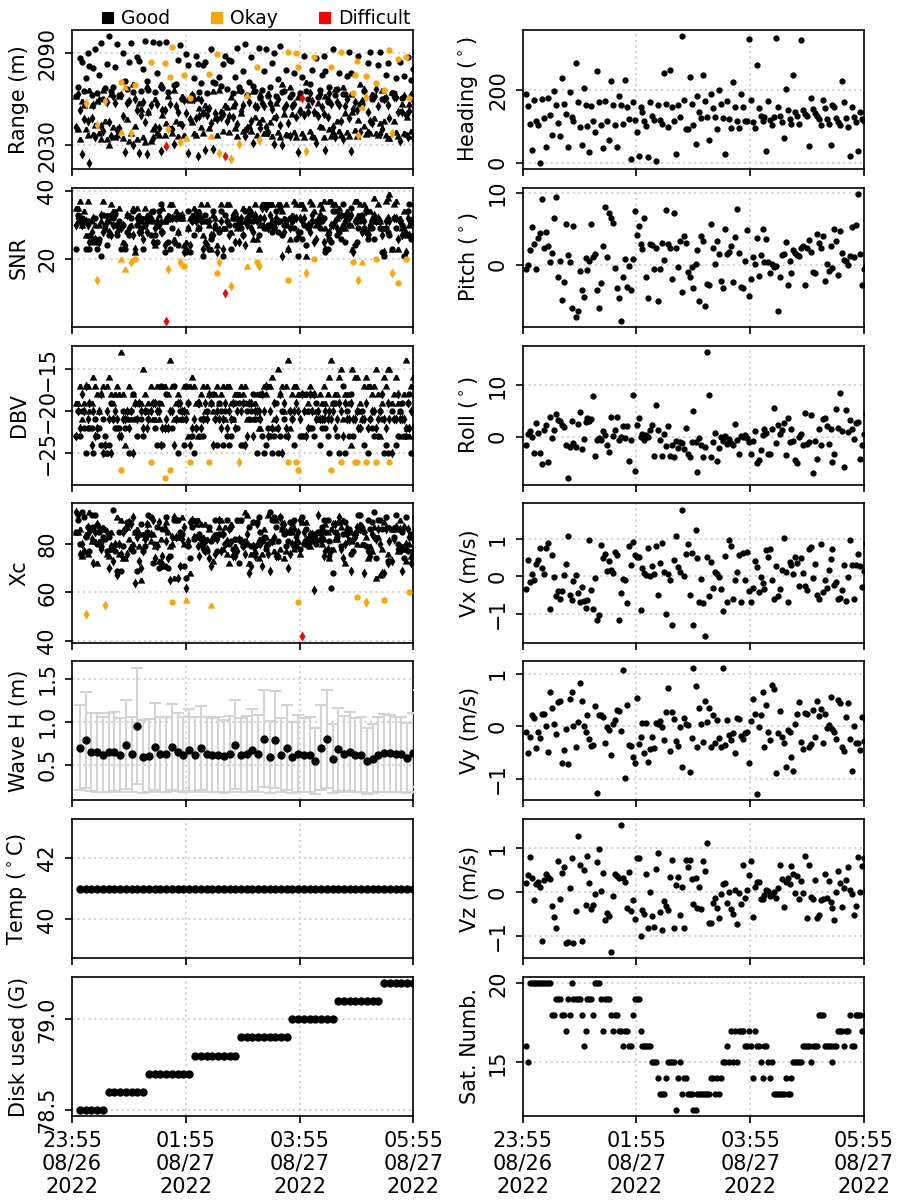 Good Okay Difficult
Range (m)
2090
2030
Heading (°)
200
0
SNR
40
20
Pitch (°)
10
0
DBV
−15
−20
−25
Roll (°)
10
0
Xc
80
60
40
Vx (m/s)
1
0
−1
Wave H (m)
1.5
1.0
0.5
Vy (m/s)
1
0
−1
Temp (°C)
42
40
Vz (m/s)
1
0
−1
Disk used (G)
79.0
78.5
Sat. Numb.
20
15
23:55 01:55 03:55 05:55
08/26 08/27 08/27 08/27
2022 2022 2022 2022
23:55 01:55 03:55 05:55
08/26 08/27 08/27 08/27
2022 2022 2022 2022